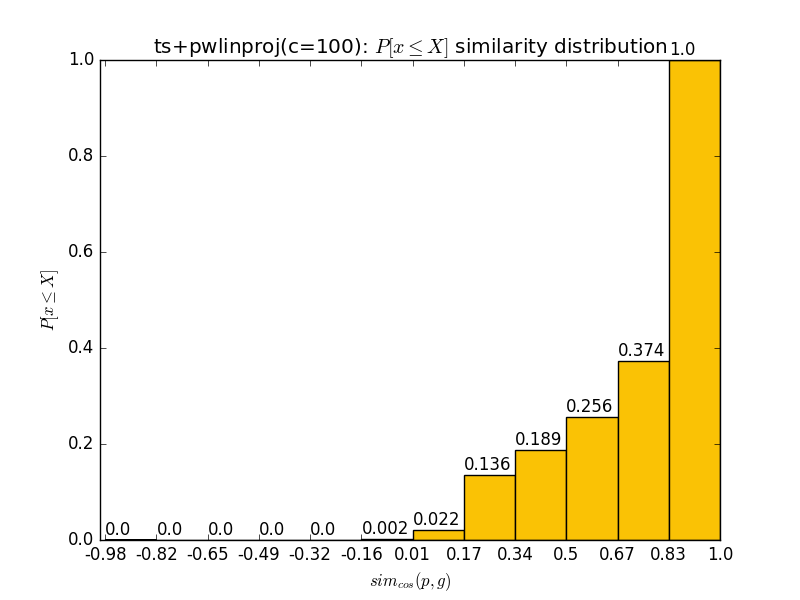 ts+pwlinproj(c=100): P[x ≤ X] similarity distribution
1.0
1.0
0.8
0.6
0.4
0.2
0.0
P[x ≤ X]
0.0 0.0 0.0 0.0 0.0 0.002 0.022 0.136 0.189 0.256 0.374
-0.98 -0.82 -0.65 -0.49 -0.32 -0.16 0.01 0.17 0.34 0.5 0.67 0.83 1.0
sim_cos(p, g)